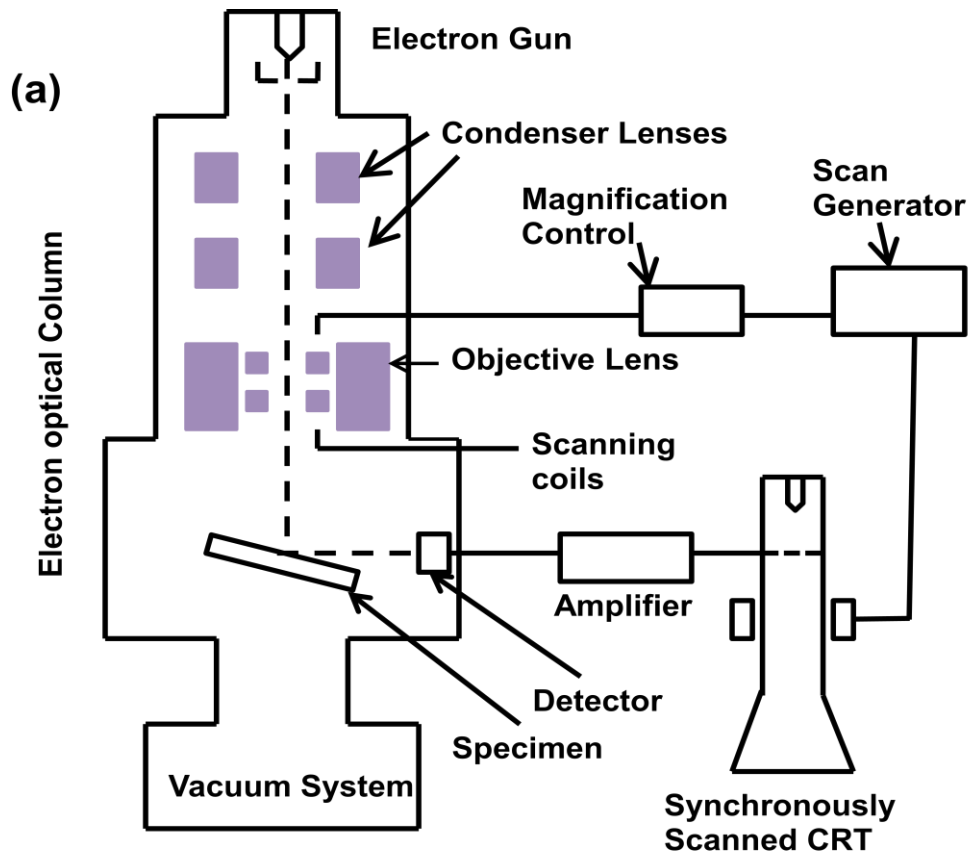 (a)
Electron Gun
Condenser Lenses
Magnification
Control
Scan
Generator
Electron optical Column
Objective Lens
Scanning
coils
Amplifier
Detector
Specimen
Vacuum System
Synchronously
Scanned CRT